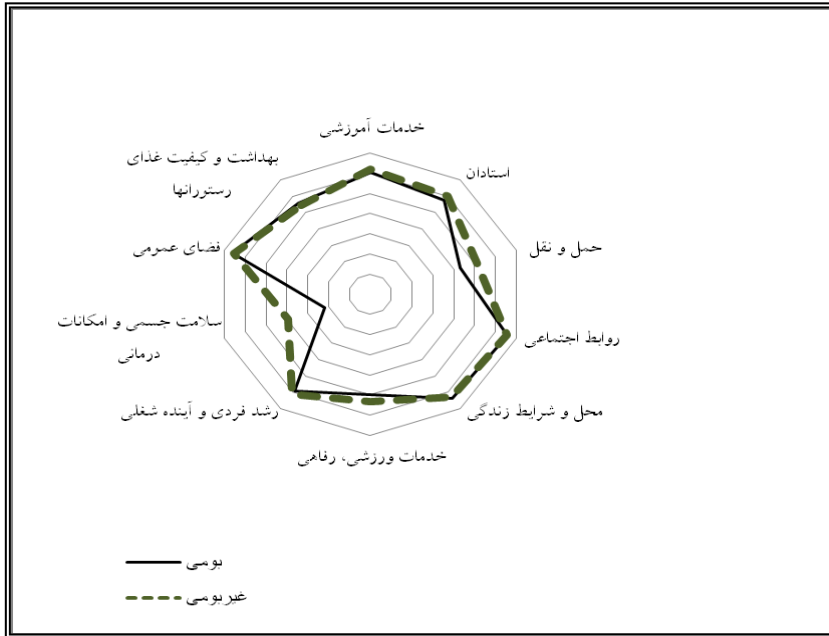 خدمات آموزشی
استادان
حمل و نقل
روابط اجتماعی
محل و شرایط زندگی
خدمات ورزشی، رفاهی
رشد فردی و آینده شغلی
سلامت جسمی و امکانات
درمانی
فضای عمومی
بهداشت و کیفیت غذای
رستورانها
بومی
غیربومی